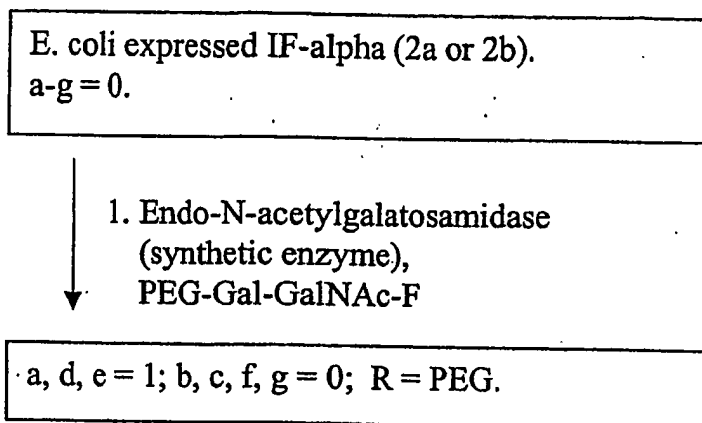 E. coli expressed IF-alpha (2a or 2b).
a-g = 0.
1. Endo-N-acetylgalatosamidase
(synthetic enzyme),
PEG-Gal-GalNAc-F
a, d, e = 1; b, c, f, g = 0; R = PEG.